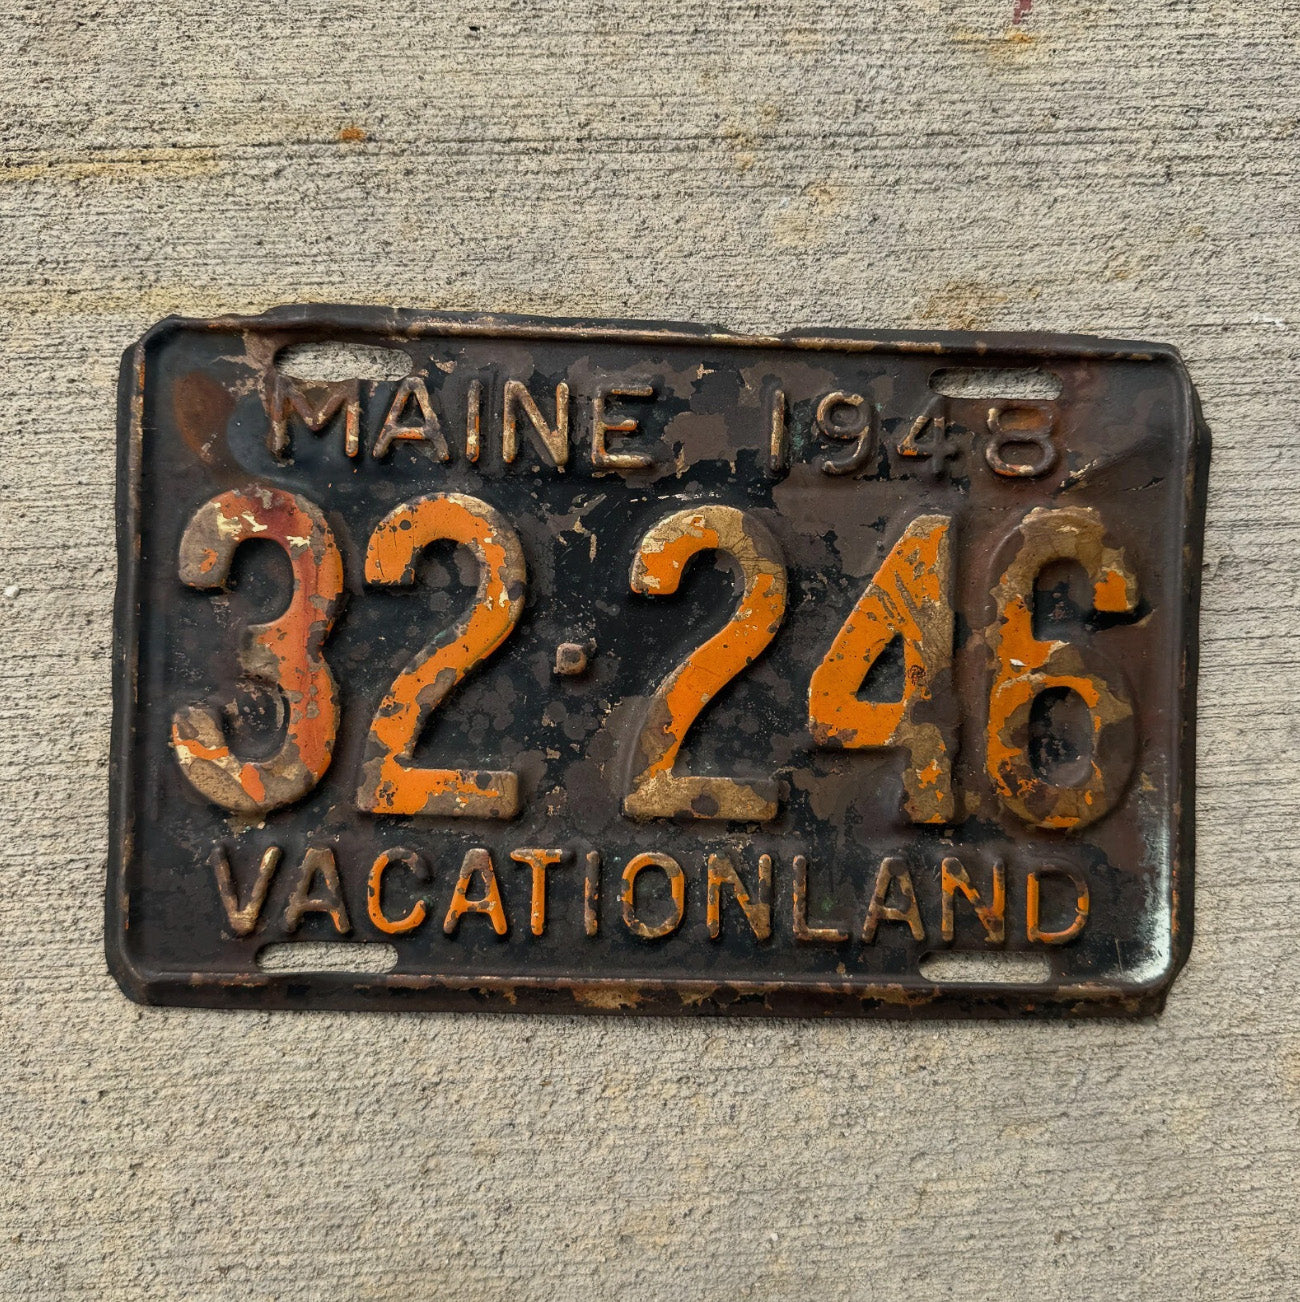 MAINE 1948
32·246
VACATIONLAND